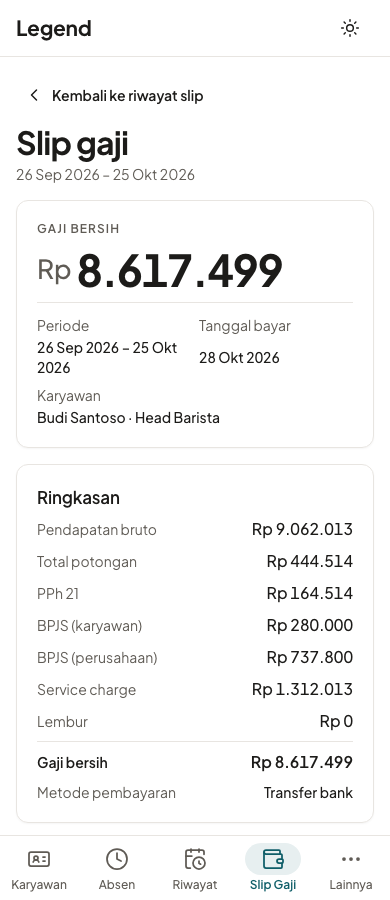 Legend
Kembali ke riwayat slip
Slip gaji
26 Sep 2026 – 25 Okt 2026
GAJI BERSIH
Rp 8.617.499
Periode
26 Sep 2026 – 25 Okt
2026
Tanggal bayar
28 Okt 2026
Karyawan
Budi Santoso · Head Barista
Ringkasan
Pendapatan bruto Rp 9.062.013
Total potongan Rp 444.514
PPh 21 Rp 164.514
BPJS (karyawan) Rp 280.000
BPJS (perusahaan) Rp 737.800
Service charge Rp 1.312.013
Lembur Rp 0
Gaji bersih Rp 8.617.499
Metode pembayaran Transfer bank
Karyawan Absen Riwayat Slip Gaji Lainnya